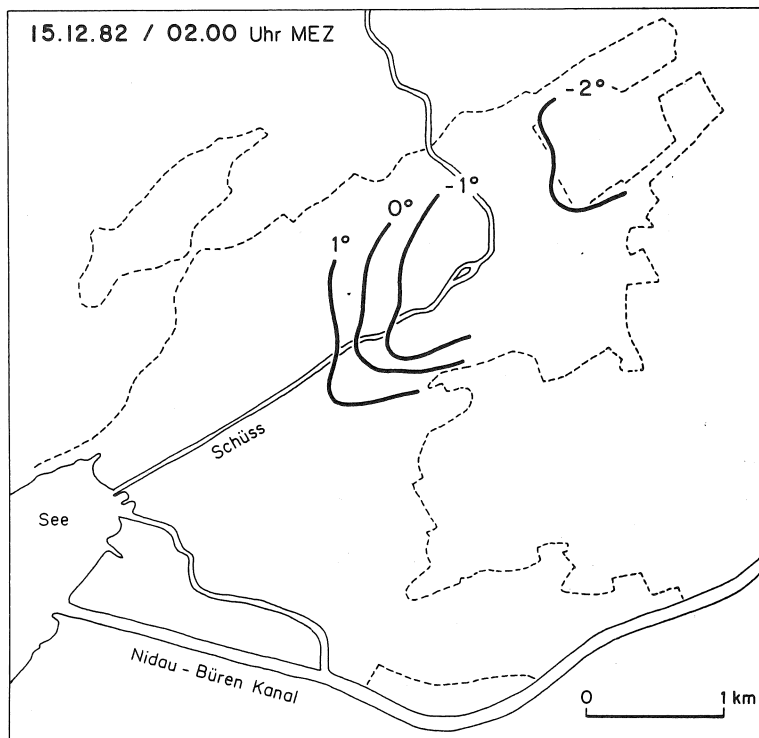 15.12.82 / 02.00 Uhr MEZ
-2°
-1°
0°
1°
Schüss
See
Nidau - Büren Kanal
0 1 km